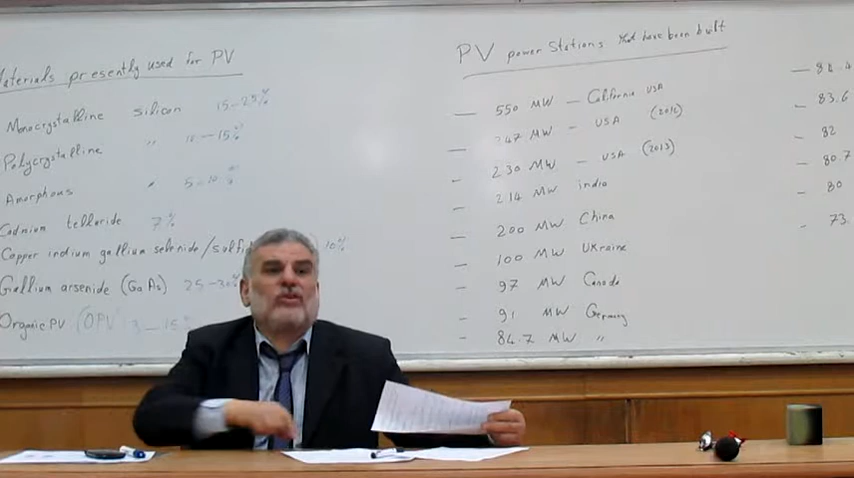 Materials presently used for PV
Monocrystalline silicon 15-25%
Polycrystalline " 10-15%
Amorphous " 5-10%
Cadmium telluride 7%
Copper indium gallium selenide/sulfi 10%
Gallium arsenide (GaAs) 25-30%
Organic PV (OPV) 3-15%
PV power Stations that have been built
— 550 MW — California USA
— 247 MW — USA (2012)
— 230 MW — USA (2013)
— 214 MW india
— 200 MW China
— 100 MW Ukraine
— 97 MW Canada
— 91 MW Germany
— 84.7 MW "
— 88.4
— 83.6
— 82
— 80.7
— 80
— 73.